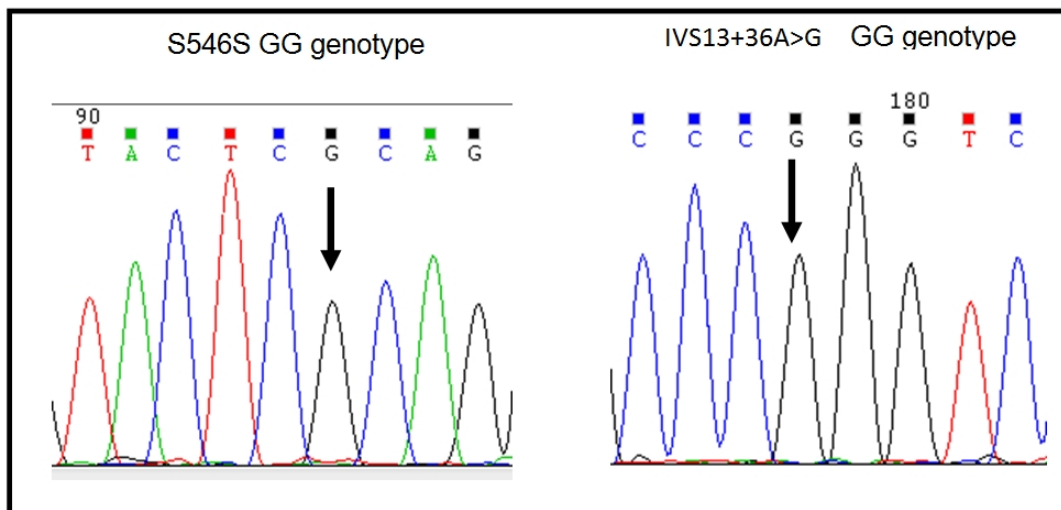 S546S GG genotype
90
T A C T C G C A G
IVS13+36A>G GG genotype
180
C C C G G G T C